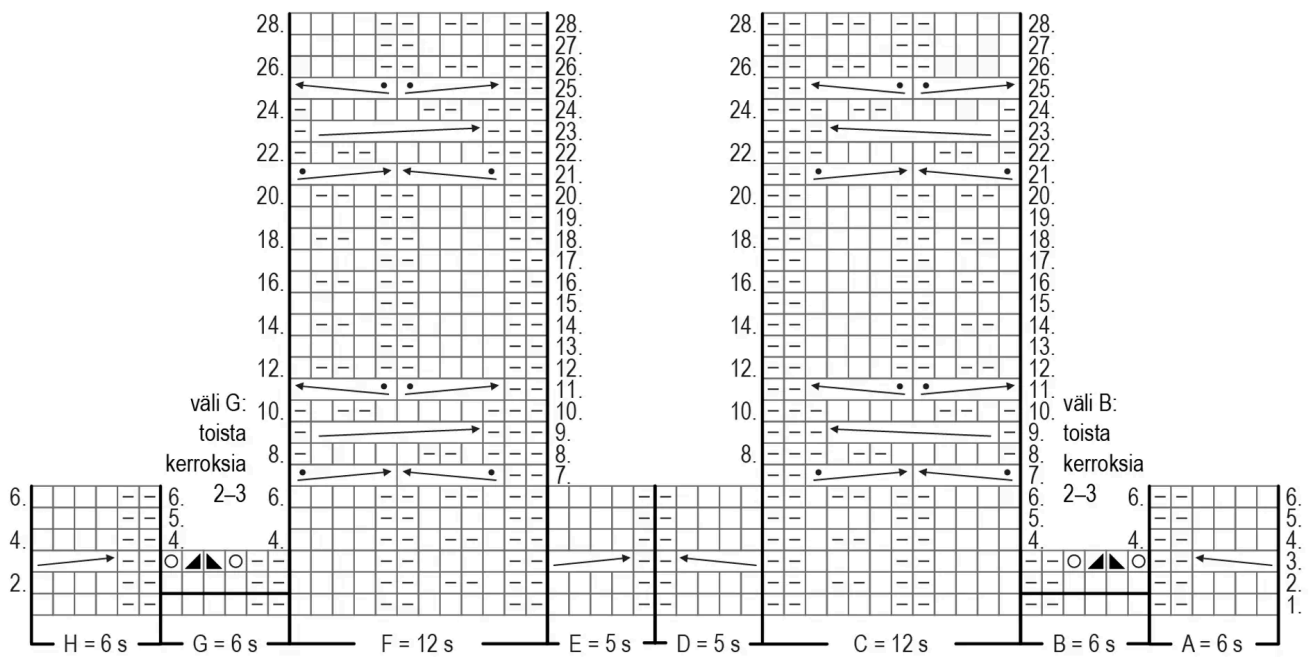 28. 28. 28. 28.
27. 27.
26. 26. 26. 26.
25. 25.
24. 24. 24. 24.
23. 23.
22. 22. 22. 22.
21. 21.
20. 20. 20. 20.
19. 19.
18. 18. 18. 18.
17. 17.
16. 16. 16. 16.
15. 15.
14. 14. 14. 14.
13. 13.
12. 12. 12. 12.
11. 11.
väli G:
toista
kerroksia
2–3
10. 10. 10. 10.
9. 9.
8. 8. 8. 8.
7. 7.
väli B:
toista
kerroksia
2–3
6. 6. 6. 6. 6. 6.
5. 5. 5.
4. 4. 4. 4. 4. 4.
3.
2. 2.
1.
H = 6 s G = 6 s F = 12 s E = 5 s D = 5 s C = 12 s B = 6 s A = 6 s